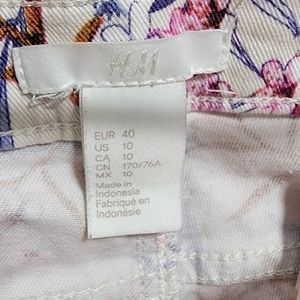 H&M
EUR 40
US 10
CA 10
CN 170/76A
MX 10
Made in
Indonesia
Fabriqué en
Indonésie